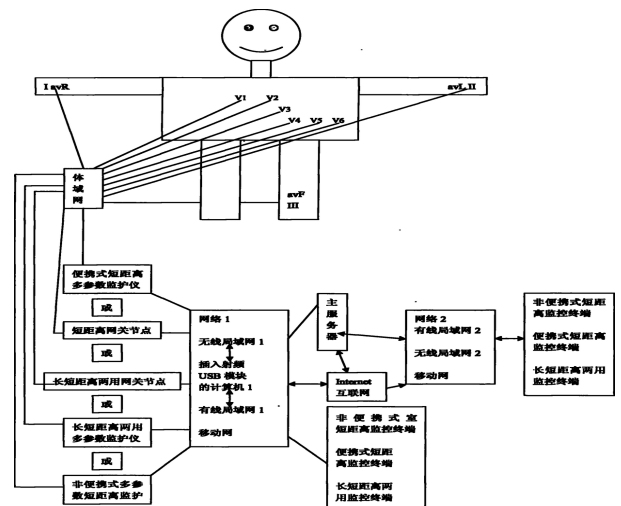 I avR
avL II
V1
V2
V3
V4
V5
V6
avF
III
体
域
网
便携式短距离
多参数监护仪
或
短距离网关节点
或
长短距离两用网关节点
或
长短距离两用
多参数监护仪
或
非便携式多参
数短距离监护
网络 1
无线局域网 1
插入射频
USB 模块
的计算机 1
有线局域网 1
移动网
主
服
务
器
Internet
互联网
网络 2
有线局域网 2
无线局域网 2
移动网
非便携式短距
离监控终端
便携式短距离
监控终端
长短距离两用
监控终端
非便携式室
短距离监控终端
便携式短距
离监控终端
长短距离两
用监控终端